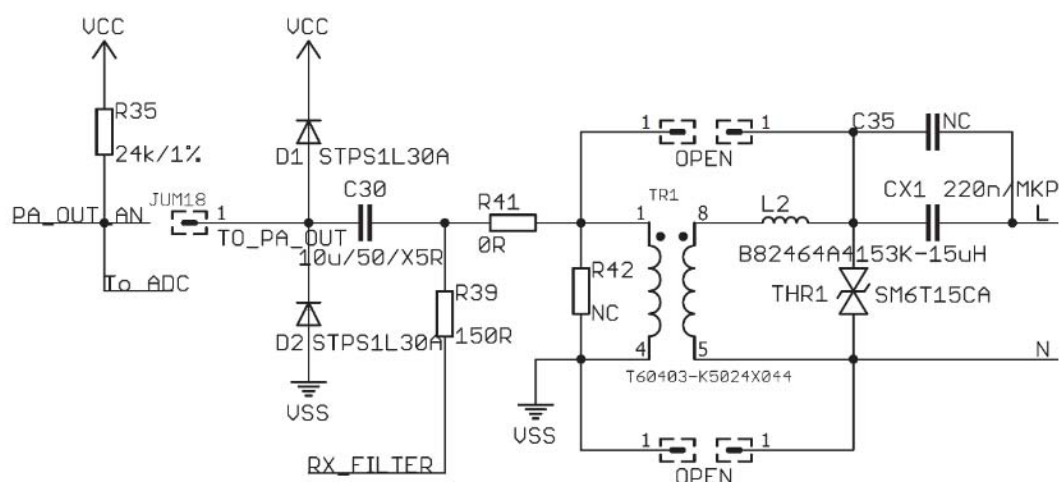 VCC
VCC
R35
24k/1%
D1 STPS1L30A
1
OPEN
1
C35
NC
JUM18
C30
R41
TR1
CX1 220n/MKP
PA_OUT_AN
1
TO_PA_OUT
10u/50/X5R
0R
1
8
L2
L
To_ADC
R42
B82464A4153K-15uH
R39
NC
THR1
SM6T15CA
D2 STPS1L30A
150R
4
5
N
T60403-K5024X044
VSS
VSS
1
1
RX_FILTER
OPEN